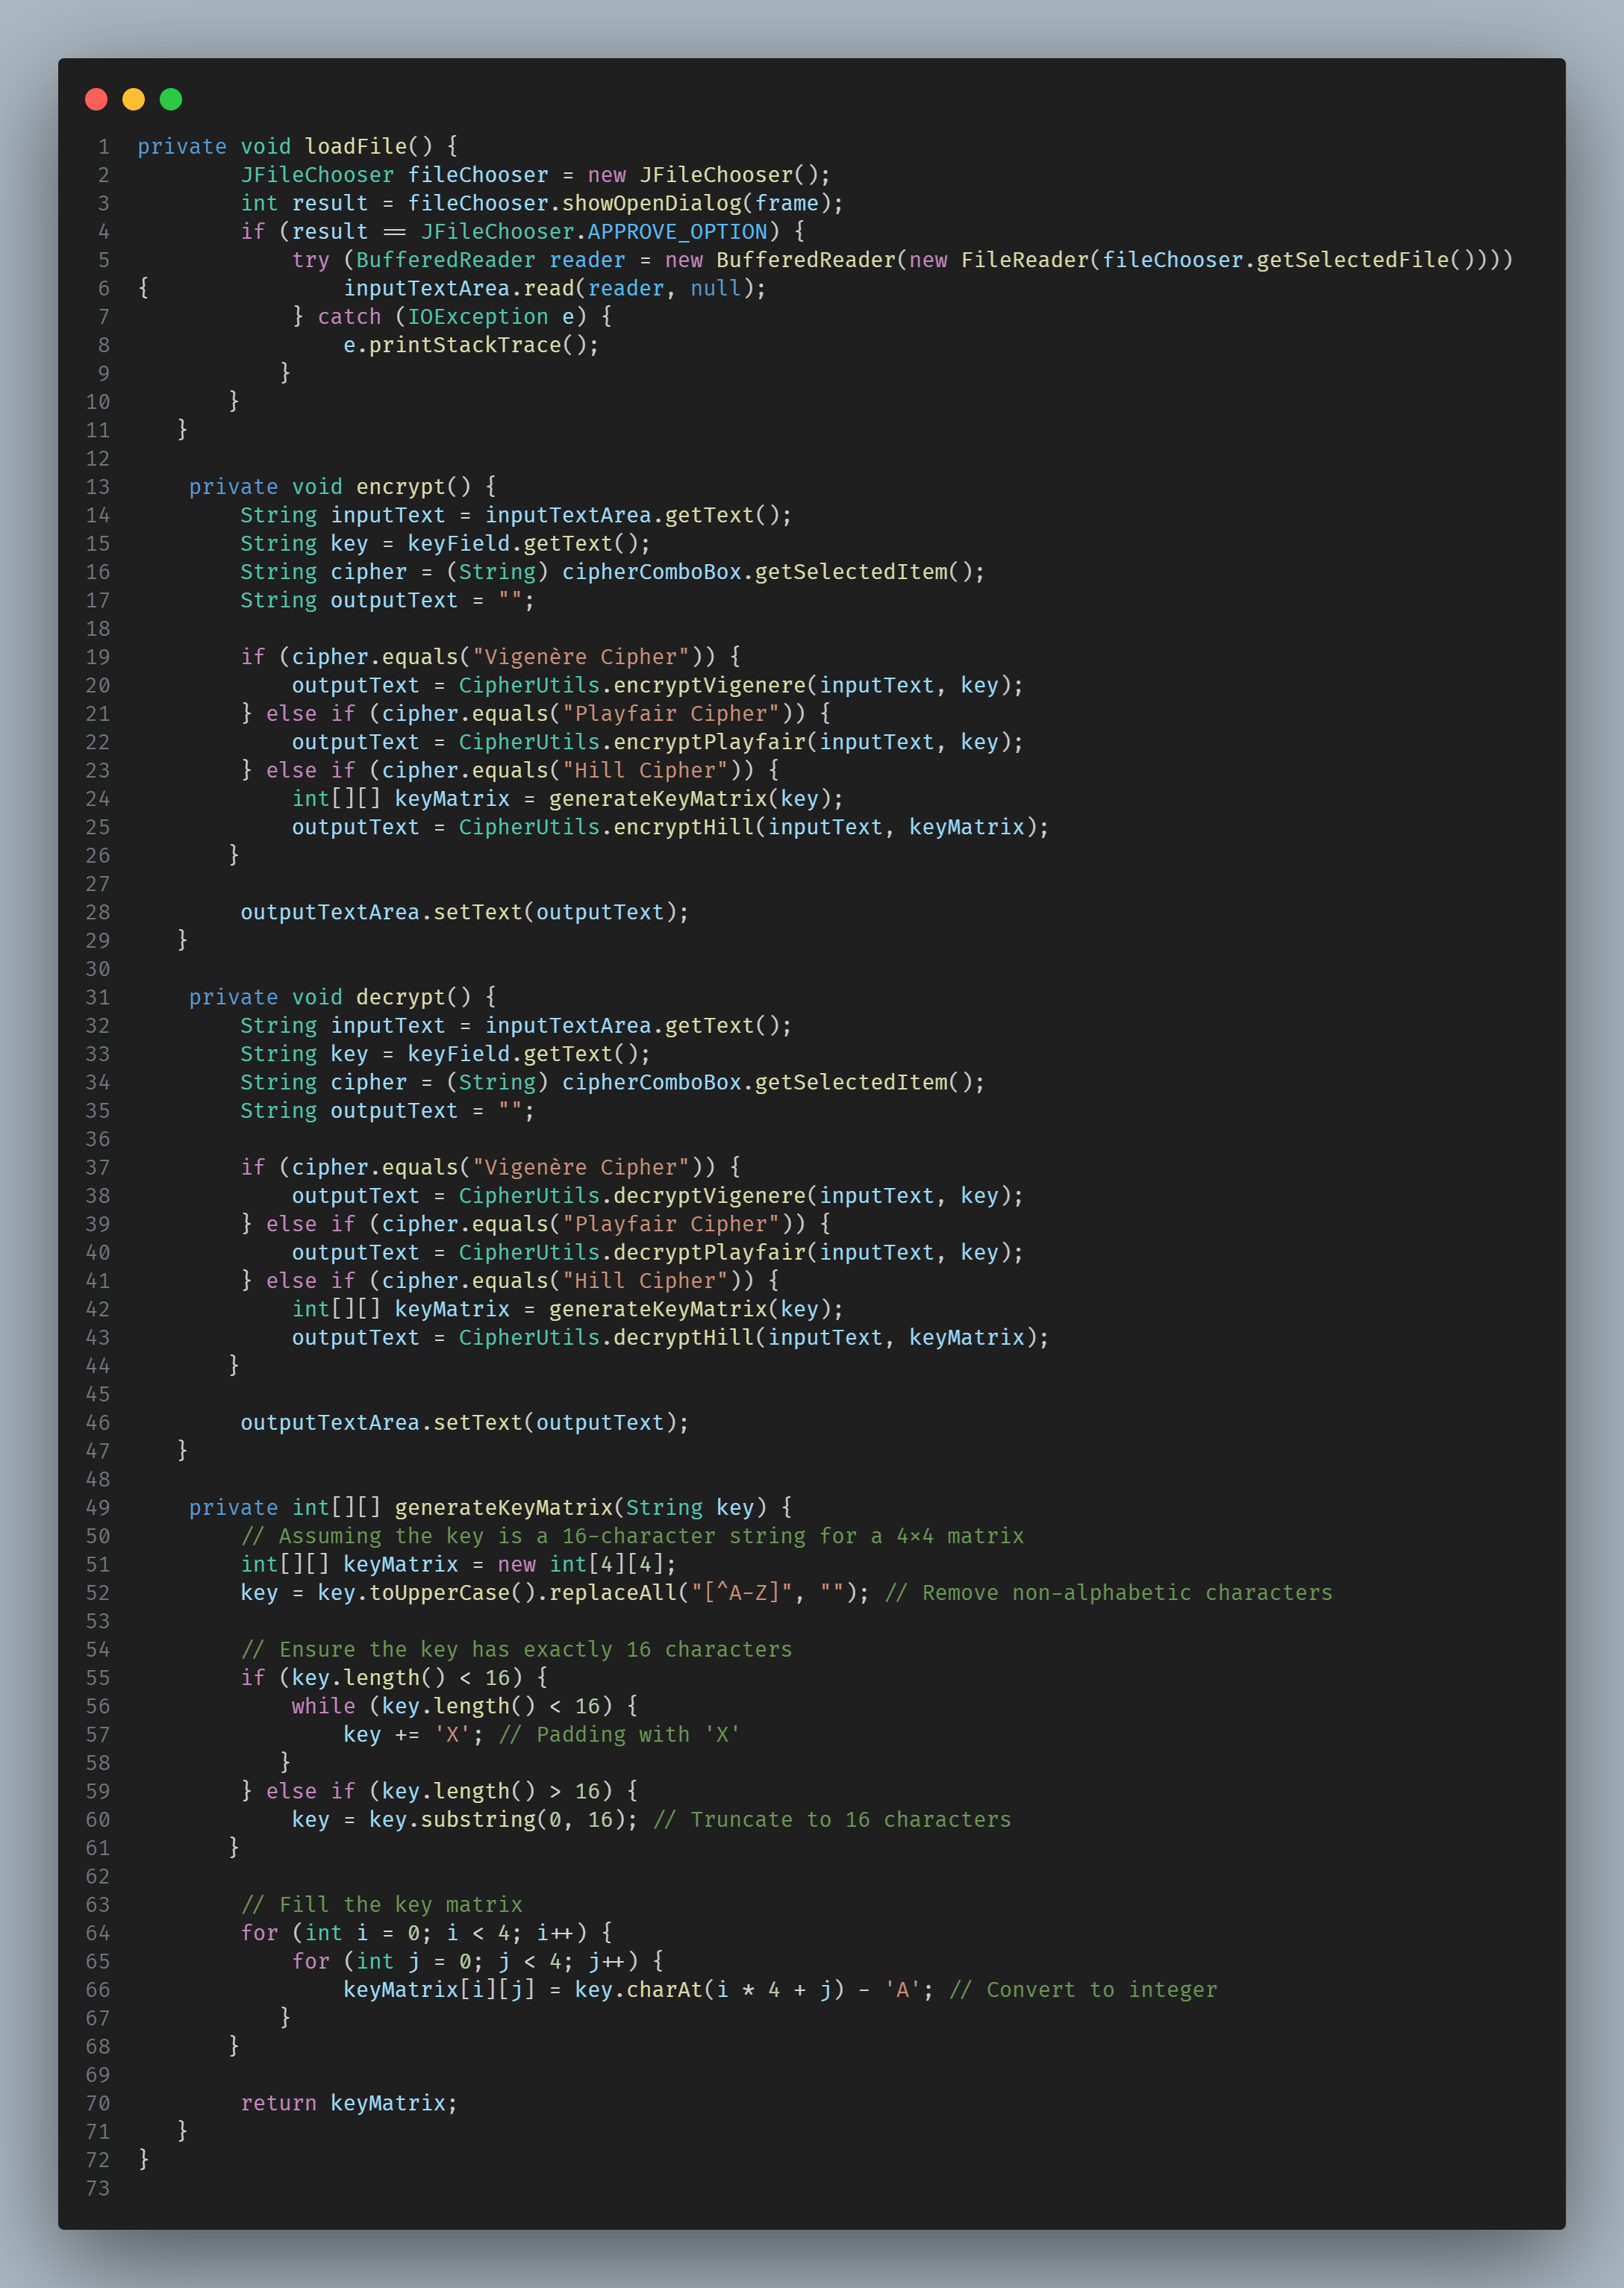 1 private void loadFile() {
2         JFileChooser fileChooser = new JFileChooser();
3         int result = fileChooser.showOpenDialog(frame);
4         if (result == JFileChooser.APPROVE_OPTION) {
5             try (BufferedReader reader = new BufferedReader(new FileReader(fileChooser.getSelectedFile())))
6 {               inputTextArea.read(reader, null);
7             } catch (IOException e) {
8                 e.printStackTrace();
9            }
10        }
11    }
12
13     private void encrypt() {
14         String inputText = inputTextArea.getText();
15         String key = keyField.getText();
16         String cipher = (String) cipherComboBox.getSelectedItem();
17         String outputText = "";
18
19         if (cipher.equals("Vigenère Cipher")) {
20             outputText = CipherUtils.encryptVigenere(inputText, key);
21         } else if (cipher.equals("Playfair Cipher")) {
22             outputText = CipherUtils.encryptPlayfair(inputText, key);
23         } else if (cipher.equals("Hill Cipher")) {
24             int[][] keyMatrix = generateKeyMatrix(key);
25             outputText = CipherUtils.encryptHill(inputText, keyMatrix);
26        }
27
28         outputTextArea.setText(outputText);
29    }
30
31     private void decrypt() {
32         String inputText = inputTextArea.getText();
33         String key = keyField.getText();
34         String cipher = (String) cipherComboBox.getSelectedItem();
35         String outputText = "";
36
37         if (cipher.equals("Vigenère Cipher")) {
38             outputText = CipherUtils.decryptVigenere(inputText, key);
39         } else if (cipher.equals("Playfair Cipher")) {
40             outputText = CipherUtils.decryptPlayfair(inputText, key);
41         } else if (cipher.equals("Hill Cipher")) {
42             int[][] keyMatrix = generateKeyMatrix(key);
43             outputText = CipherUtils.decryptHill(inputText, keyMatrix);
44        }
45
46         outputTextArea.setText(outputText);
47    }
48
49     private int[][] generateKeyMatrix(String key) {
50         // Assuming the key is a 16-character string for a 4×4 matrix
51         int[][] keyMatrix = new int[4][4];
52         key = key.toUpperCase().replaceAll("[^A-Z]", ""); // Remove non-alphabetic characters
53
54         // Ensure the key has exactly 16 characters
55         if (key.length() < 16) {
56             while (key.length() < 16) {
57                 key += 'X'; // Padding with 'X'
58            }
59         } else if (key.length() > 16) {
60             key = key.substring(0, 16); // Truncate to 16 characters
61        }
62
63         // Fill the key matrix
64         for (int i = 0; i < 4; i++) {
65             for (int j = 0; j < 4; j++) {
66                 keyMatrix[i][j] = key.charAt(i * 4 + j) - 'A'; // Convert to integer
67            }
68        }
69
70         return keyMatrix;
71    }
72 }
73